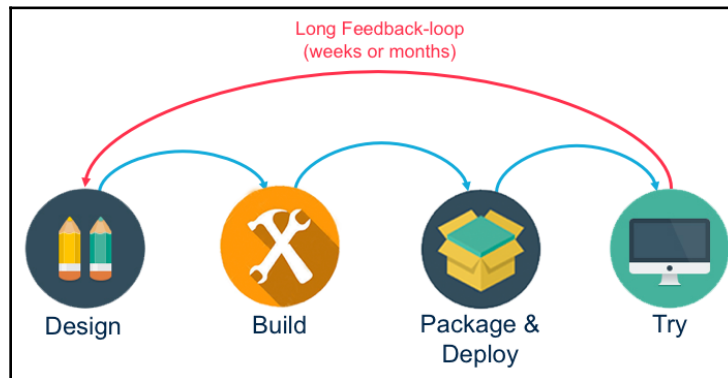 Long Feedback-loop
(weeks or months)
Design
Build
Package &
Deploy
Try